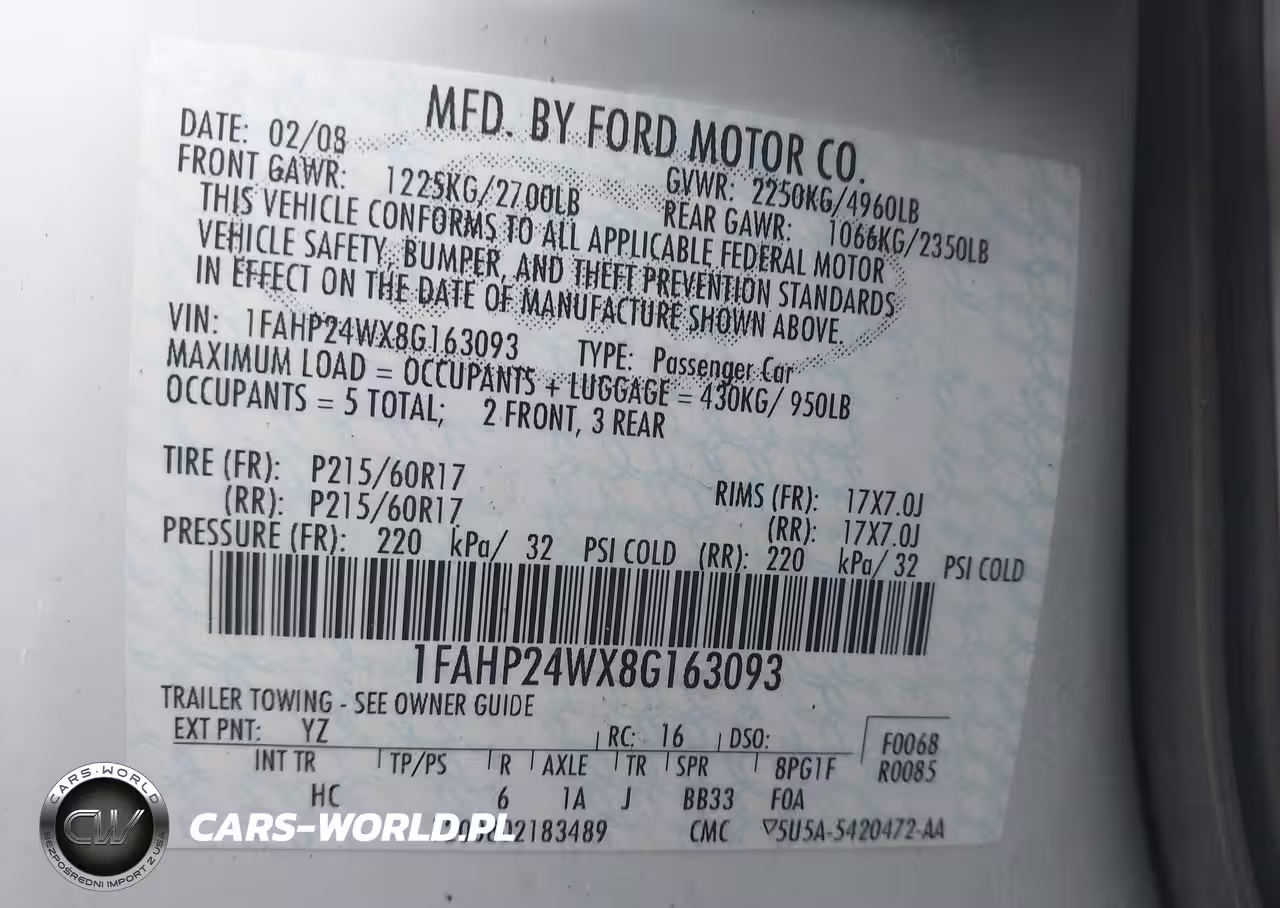 MFD. BY FORD MOTOR CO.
DATE: 02/08 GVWR: 2250KG/4960LB
FRONT GAWR: 1225KG/2700LB REAR GAWR: 1066KG/2350LB
THIS VEHICLE CONFORMS TO ALL APPLICABLE FEDERAL MOTOR
VEHICLE SAFETY, BUMPER, AND THEFT PREVENTION STANDARDS
IN EFFECT ON THE DATE OF MANUFACTURE SHOWN ABOVE.
VIN: 1FAHP24WX8G163093 TYPE: Passenger Car
MAXIMUM LOAD = OCCUPANTS + LUGGAGE = 430KG/ 950LB
OCCUPANTS = 5 TOTAL; 2 FRONT, 3 REAR
TIRE (FR): P215/60R17 RIMS (FR): 17X7.0J
(RR): P215/60R17 (RR): 17X7.0J
PRESSURE (FR): 220 kPa/ 32 PSI COLD (RR): 220 kPa/ 32 PSI COLD
1FAHP24WX8G163093
TRAILER TOWING - SEE OWNER GUIDE
EXT PNT: YZ RC: 16 DSO: F0068
INT TR TP/PS R AXLE TR SPR 8PG1F R0085
HC 6 1A J BB33 F0A
CMC ▽5U5A-5420472-AA
CARS-WORLD.PL
CARS-WORLD
CW
BEZPOŚREDNI IMPORT Z USA